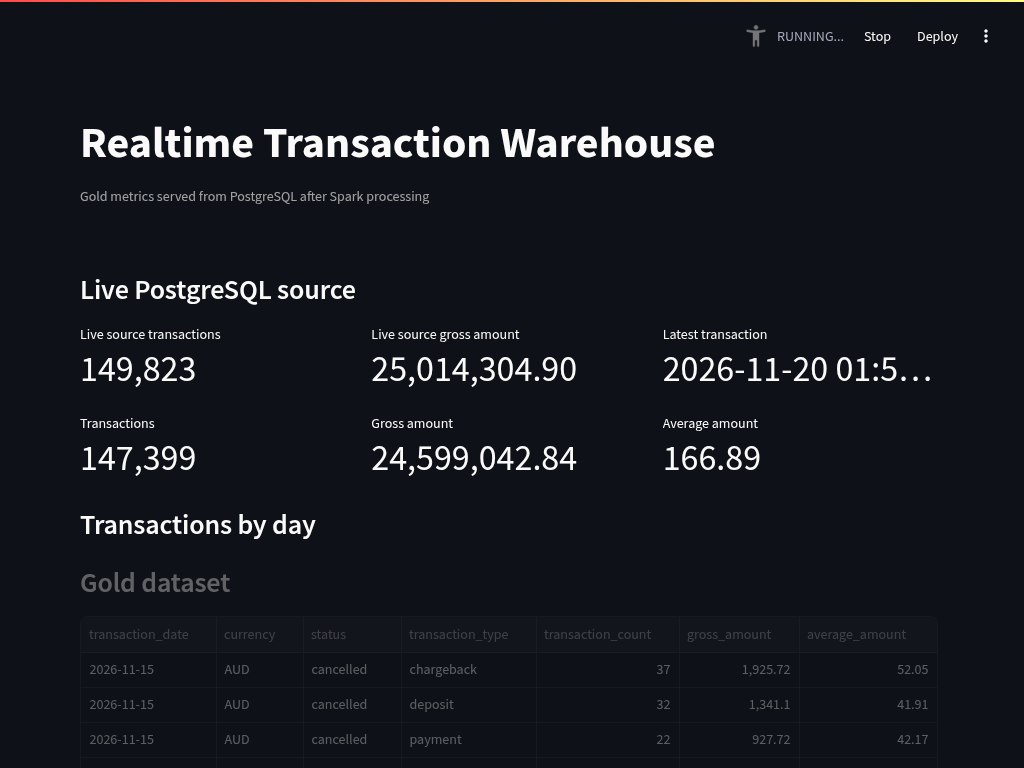 RUNNING... Stop Deploy
Realtime Transaction Warehouse
Gold metrics served from PostgreSQL after Spark processing
Live PostgreSQL source
Live source transactions Live source gross amount Latest transaction
149,823 25,014,304.90 2026-11-20 01:5...
Transactions Gross amount Average amount
147,399 24,599,042.84 166.89
Transactions by day
Gold dataset
transaction_date currency status transaction_type transaction_count gross_amount average_amount
2026-11-15 AUD cancelled chargeback 37 1,925.72 52.05
2026-11-15 AUD cancelled deposit 32 1,341.1 41.91
2026-11-15 AUD cancelled payment 22 927.72 42.17